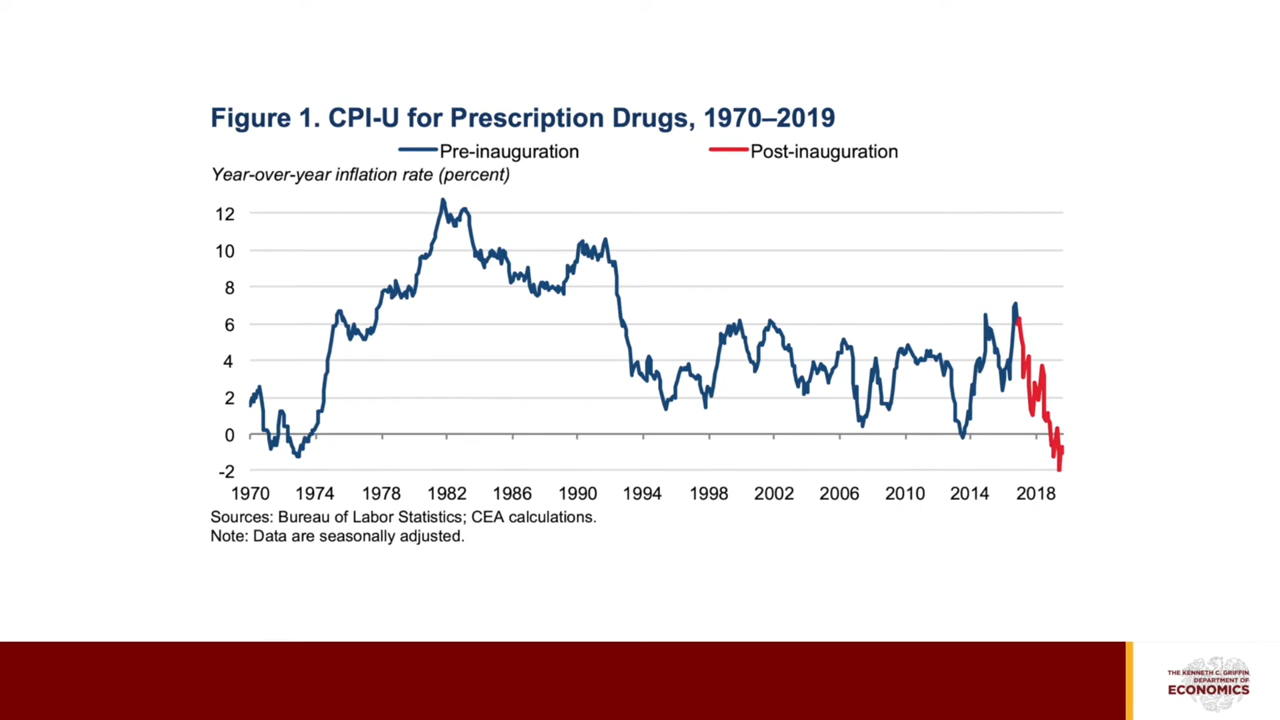 Figure 1. CPI-U for Prescription Drugs, 1970–2019
Pre-inauguration Post-inauguration
Year-over-year inflation rate (percent)
12
10
8
6
4
2
0
-2
1970 1974 1978 1982 1986 1990 1994 1998 2002 2006 2010 2014 2018
Sources: Bureau of Labor Statistics; CEA calculations.
Note: Data are seasonally adjusted.
THE KENNETH C. GRIFFIN
DEPARTMENT OF
ECONOMICS